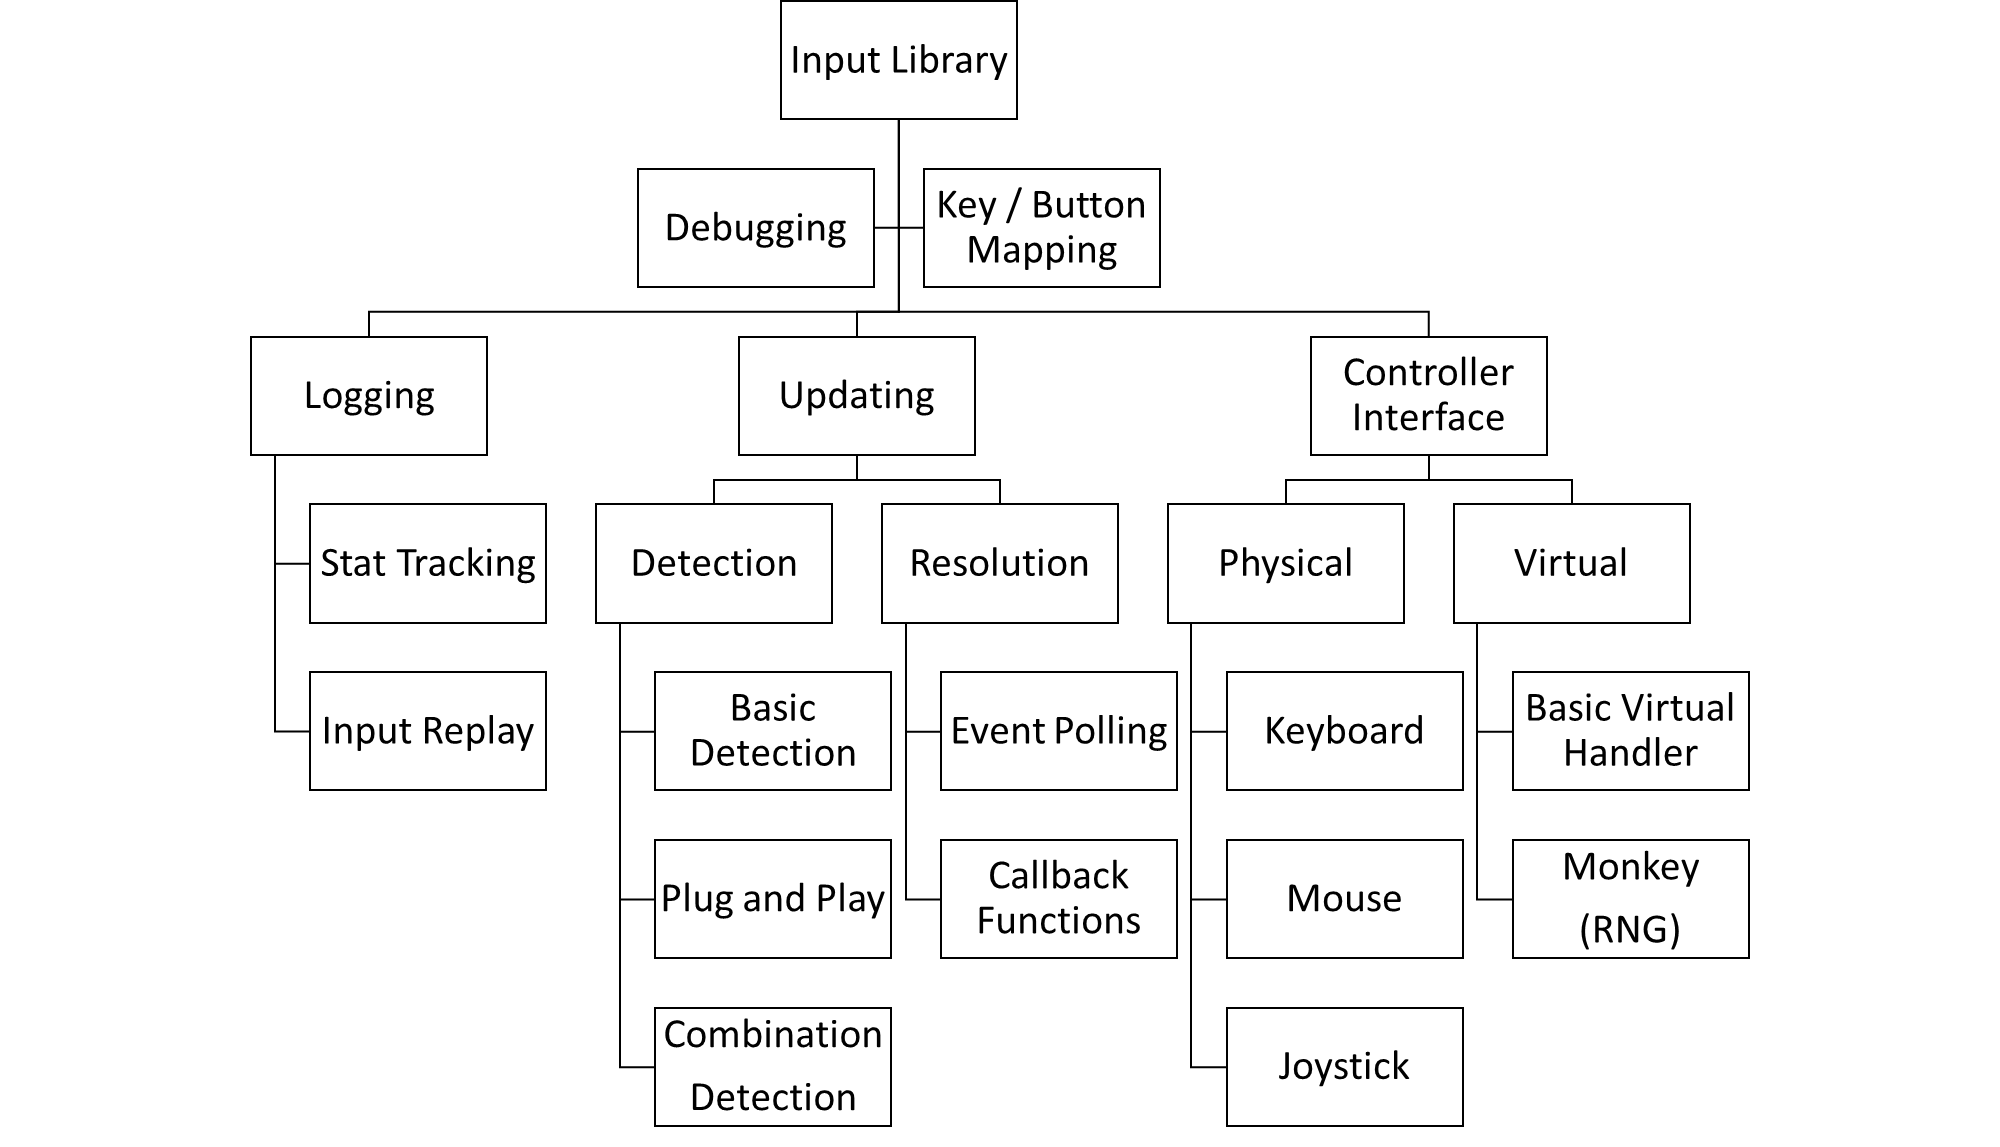 Input Library
Debugging
Key / Button
Mapping
Logging
Updating
Controller
Interface
Stat Tracking
Detection
Resolution
Physical
Virtual
Input Replay
Basic
Detection
Event Polling
Keyboard
Basic Virtual
Handler
Plug and Play
Callback
Functions
Mouse
Monkey
(RNG)
Combination
Detection
Joystick